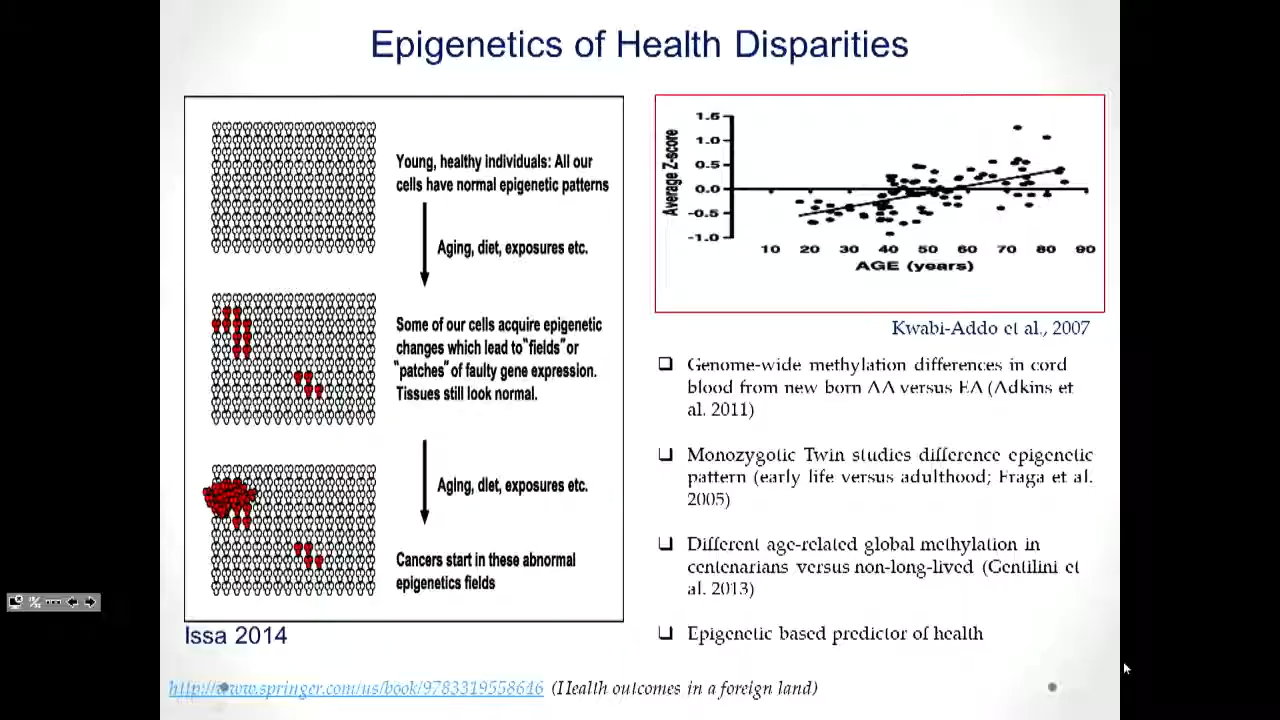 Epigenetics of Health Disparities
Young, healthy individuals: All our
cells have normal epigenetic patterns
Aging, diet, exposures etc.
Some of our cells acquire epigenetic
changes which lead to "fields" or
"patches" of faulty gene expression.
Tissues still look normal.
Aging, diet, exposures etc.
Cancers start in these abnormal
epigenetics fields
Issa 2014
Average Z-score
1.5
1.0
0.5
0.0
-0.5
-1.0
10 20 30 40 50 60 70 80 90
AGE (years)
Kwabi-Addo et al., 2007
Genome-wide methylation differences in cord
blood from new born AA versus EA (Adkins et
al. 2011)
Monozygotic Twin studies difference epigenetic
pattern (early life versus adulthood; Fraga et al.
2005)
Different age-related global methylation in
centenarians versus non-long-lived (Gentilini et
al. 2013)
Epigenetic based predictor of health
http://www.springer.com/us/book/9783319558646 (Health outcomes in a foreign land)